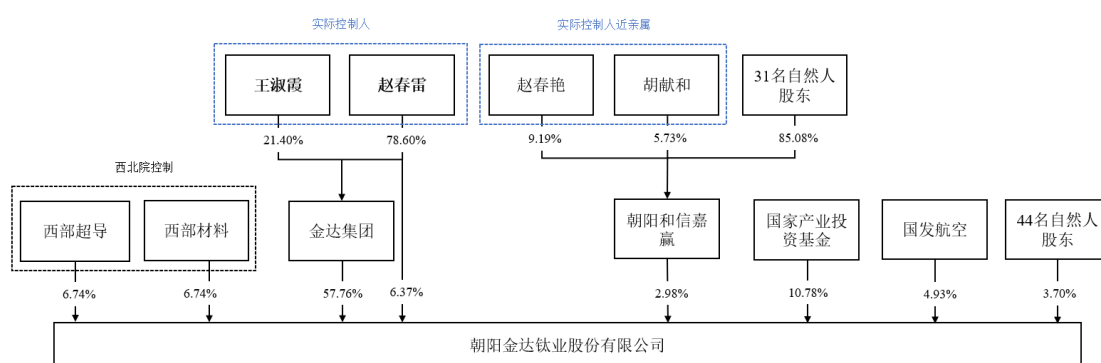 实际控制人
实际控制人近亲属
王淑霞
赵春雷
赵春艳
胡献和
31名自然人
股东
21.40%
78.60%
9.19%
5.73%
85.08%
西北院控制
西部超导
西部材料
金达集团
朝阳和信嘉
赢
国家产业投
资基金
国发航空
44名自然人
股东
6.74%
6.74%
57.76%
6.37%
2.98%
10.78%
4.93%
3.70%
朝阳金达钛业股份有限公司